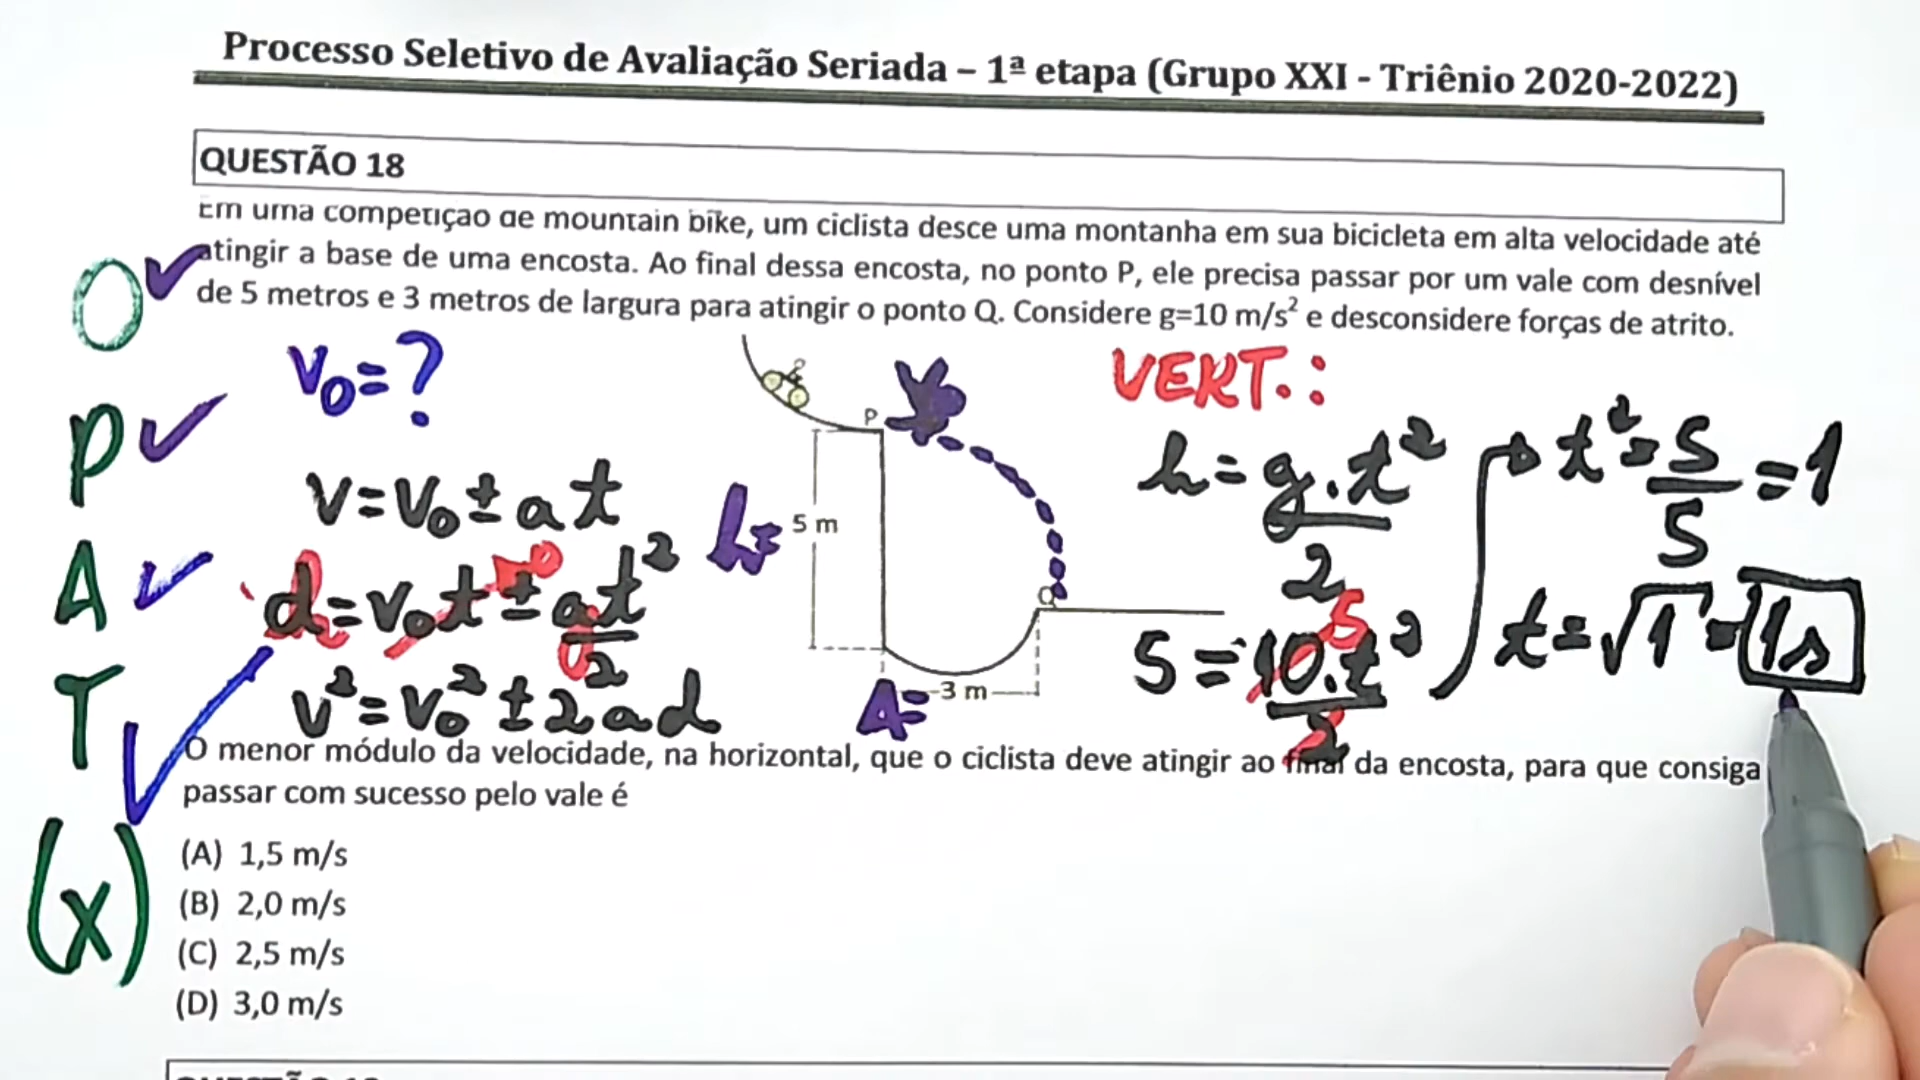 Processo Seletivo de Avaliação Seriada – 1ª etapa (Grupo XXI - Triênio 2020-2022)
QUESTÃO 18
Em uma competição de mountain bike, um ciclista desce uma montanha em sua bicicleta em alta velocidade até
atingir a base de uma encosta. Ao final dessa encosta, no ponto P, ele precisa passar por um vale com desnível
de 5 metros e 3 metros de largura para atingir o ponto Q. Considere g=10 m/s² e desconsidere forças de atrito.
O
P
A
T
(x)
V₀=?
V=V₀±at
d=V₀t±at²/2
V²=V₀²±2ad
P
V₀
h=
5 m
Q
A=
3 m
VERT.:
h=g.t²/2
5=10.t²/2
5
t²=5/5=1
t=√1=1s
O menor módulo da velocidade, na horizontal, que o ciclista deve atingir ao final da encosta, para que consiga
passar com sucesso pelo vale é
(A) 1,5 m/s
(B) 2,0 m/s
(C) 2,5 m/s
(D) 3,0 m/s